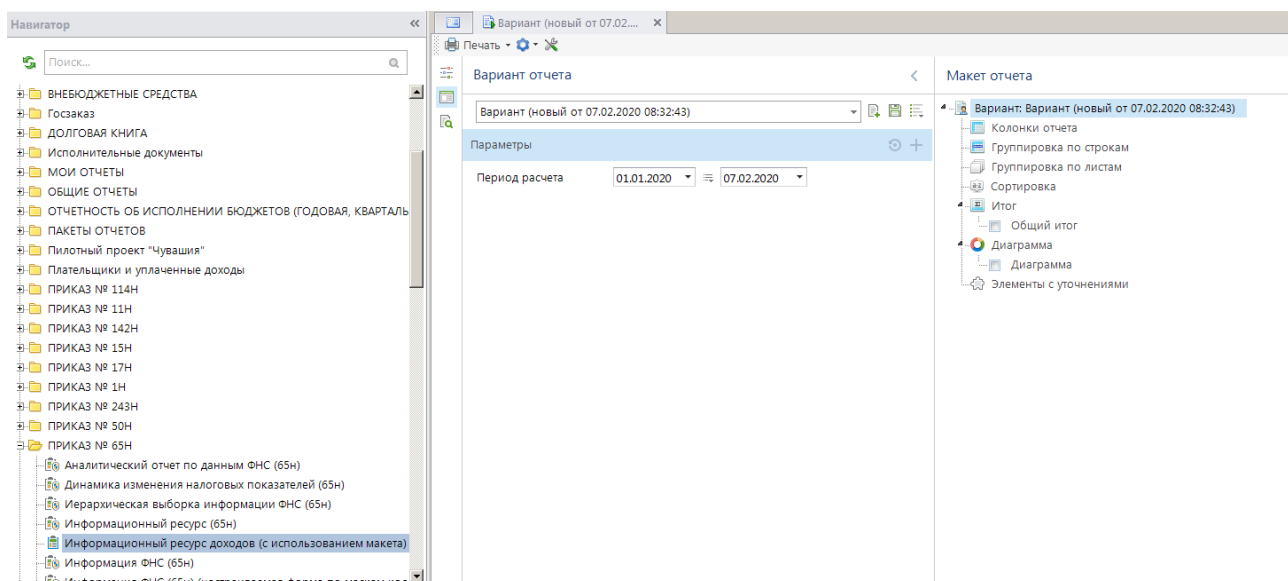 Навигатор
Вариант (новый от 07.02....
Печать
Поиск...
ВНЕБЮДЖЕТНЫЕ СРЕДСТВА
Госзаказ
ДОЛГОВАЯ КНИГА
Исполнительные документы
МОИ ОТЧЕТЫ
ОБЩИЕ ОТЧЕТЫ
ОТЧЕТНОСТЬ ОБ ИСПОЛНЕНИИ БЮДЖЕТОВ (ГОДОВАЯ, КВАРТАЛЬ
ПАКЕТЫ ОТЧЕТОВ
Пилотный проект "Чувашия"
Плательщики и уплаченные доходы
ПРИКАЗ № 114Н
ПРИКАЗ № 11Н
ПРИКАЗ № 142Н
ПРИКАЗ № 15Н
ПРИКАЗ № 17Н
ПРИКАЗ № 1Н
ПРИКАЗ № 243Н
ПРИКАЗ № 50Н
ПРИКАЗ № 65Н
Аналитический отчет по данным ФНС (65н)
Динамика изменения налоговых показателей (65н)
Иерархическая выборка информации ФНС (65н)
Информационный ресурс (65н)
Информационный ресурс доходов (с использованием макета)
Информация ФНС (65н)
Вариант отчета
Вариант (новый от 07.02.2020 08:32:43)
Параметры
Период расчета 01.01.2020 07.02.2020
Макет отчета
Вариант: Вариант (новый от 07.02.2020 08:32:43)
Колонки отчета
Группировка по строкам
Группировка по листам
Сортировка
Итог
Общий итог
Диаграмма
Диаграмма
Элементы с уточнениями